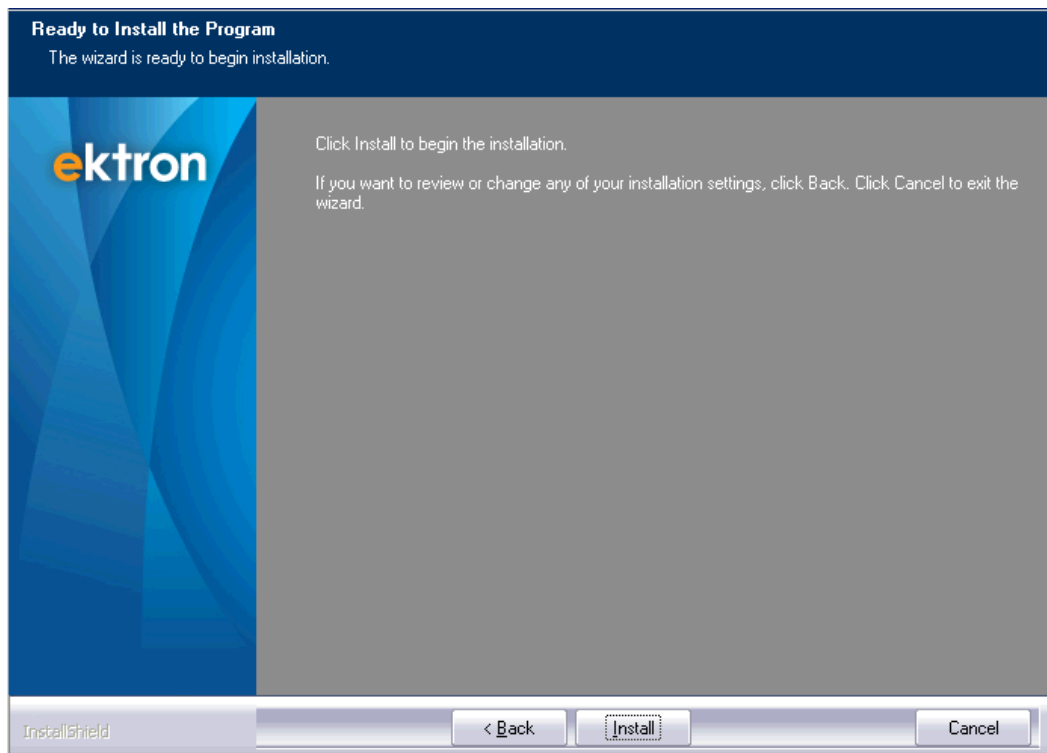 Ready to Install the Program
The wizard is ready to begin installation.
ektron
Click Install to begin the installation.
If you want to review or change any of your installation settings, click Back. Click Cancel to exit the
wizard.
InstallShield
< Back
Install
Cancel